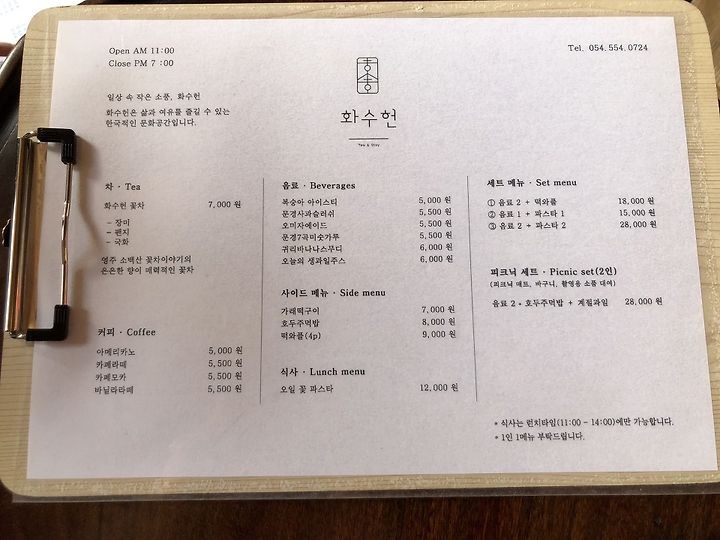 Open AM 11:00
Close PM 7 :00
Tel. 054.554.0724
일상 속 작은 소풍, 화수헌
화수헌은 삶과 여유를 즐길 수 있는
한국적인 문화공간입니다.
화수헌
Tea & Stay
차 · Tea
화수헌 꽃차 7,000 원
- 장미
- 팬지
- 국화
영주 소백산 꽃차이야기의
은은한 향이 매력적인 꽃차
커피 · Coffee
아메리카노 5,000 원
카페라떼 5,500 원
카페모카 5,500 원
바닐라라떼 5,500 원
음료 · Beverages
복숭아 아이스티 5,000 원
문경사과슬러쉬 5,500 원
오미자에이드 5,500 원
문경7곡미숫가루 5,500 원
귀리바나나스무디 6,000 원
오늘의 생과일주스 6,000 원
사이드 메뉴 · Side menu
가래떡구이 7,000 원
호두주먹밥 8,000 원
떡와플(4p) 9,000 원
식사 · Lunch menu
오일 꽃 파스타 12,000 원
세트 메뉴 · Set menu
① 음료 2 + 떡와플 18,000 원
② 음료 1 + 파스타 1 15,000 원
③ 음료 2 + 파스타 2 28,000 원
피크닉 세트 · Picnic set(2인)
(피크닉 매트, 바구니, 촬영용 소품 대여)
음료 2 + 호두주먹밥 + 계절과일 28,000 원
* 식사는 런치타임(11:00 - 14:00)에만 가능합니다.
* 1인 1메뉴 부탁드립니다.